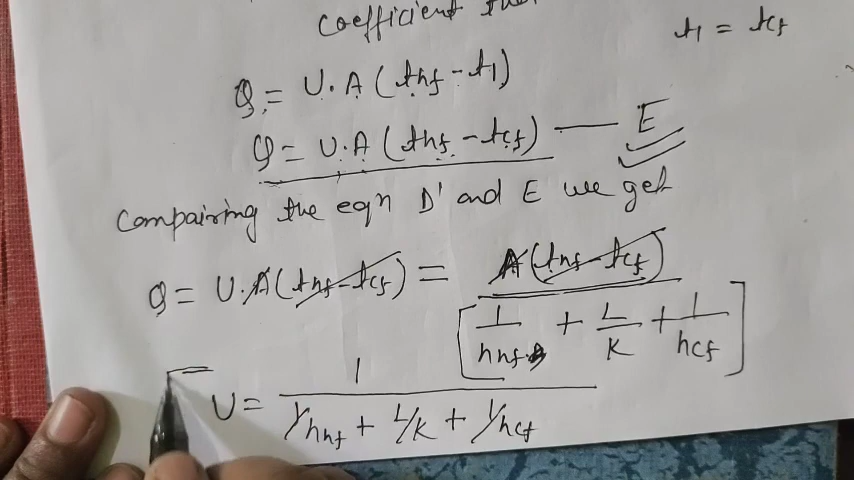 coefficient
t1 = tcf
Q = U.A (thf - t1)
Q = U.A (thf - tcf) — E
Compairing the eqn D' and E we get
Q = U.A (thf - tcf) = A (thf - tcf)
[1/hhf + L/K + 1/hcf]
U = 1
1/hhf + L/K + 1/hcf